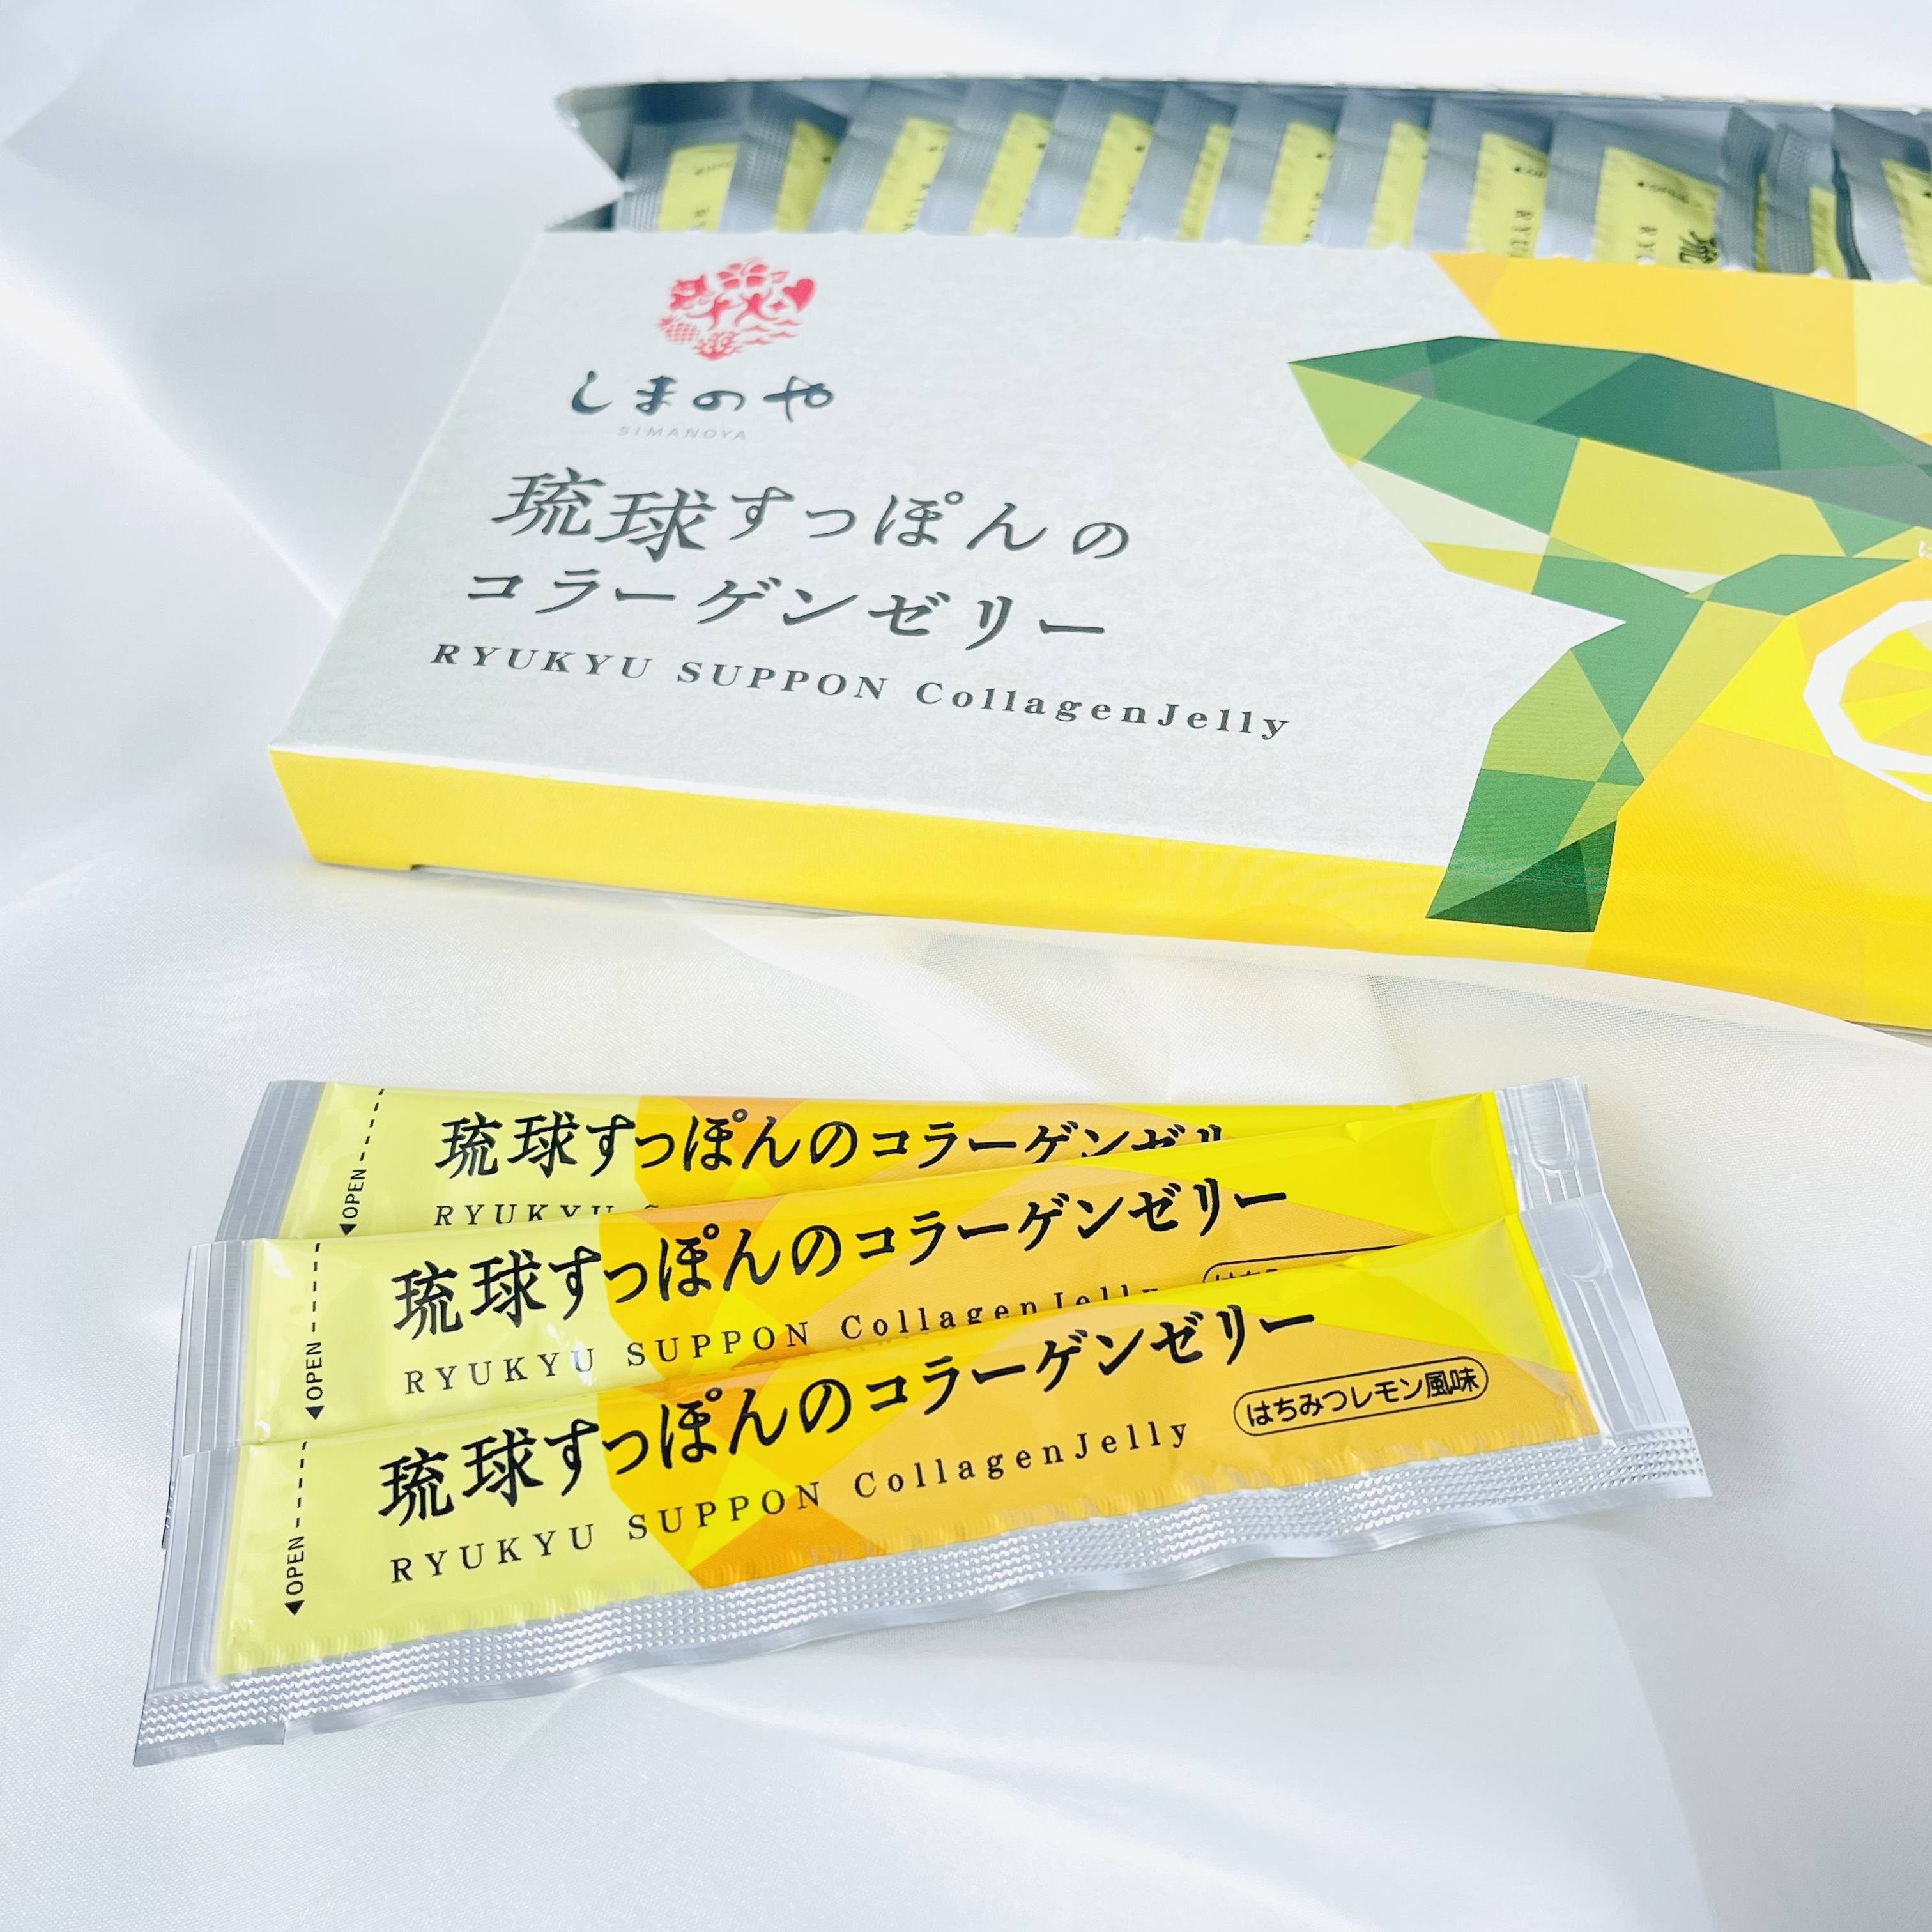 しまのや
SIMANOYA
琉球すっぽんの
コラーゲンゼリー
RYUKYU SUPPON CollagenJelly
OPEN
琉球すっぽんのコラーゲンゼリ
RYUKYU
OPEN
琉球すっぽんのコラーゲンゼリー
RYUKYU SUPPON CollagenJelly
OPEN
琉球すっぽんのコラーゲンゼリー
RYUKYU SUPPON CollagenJelly
はちみつレモン風味